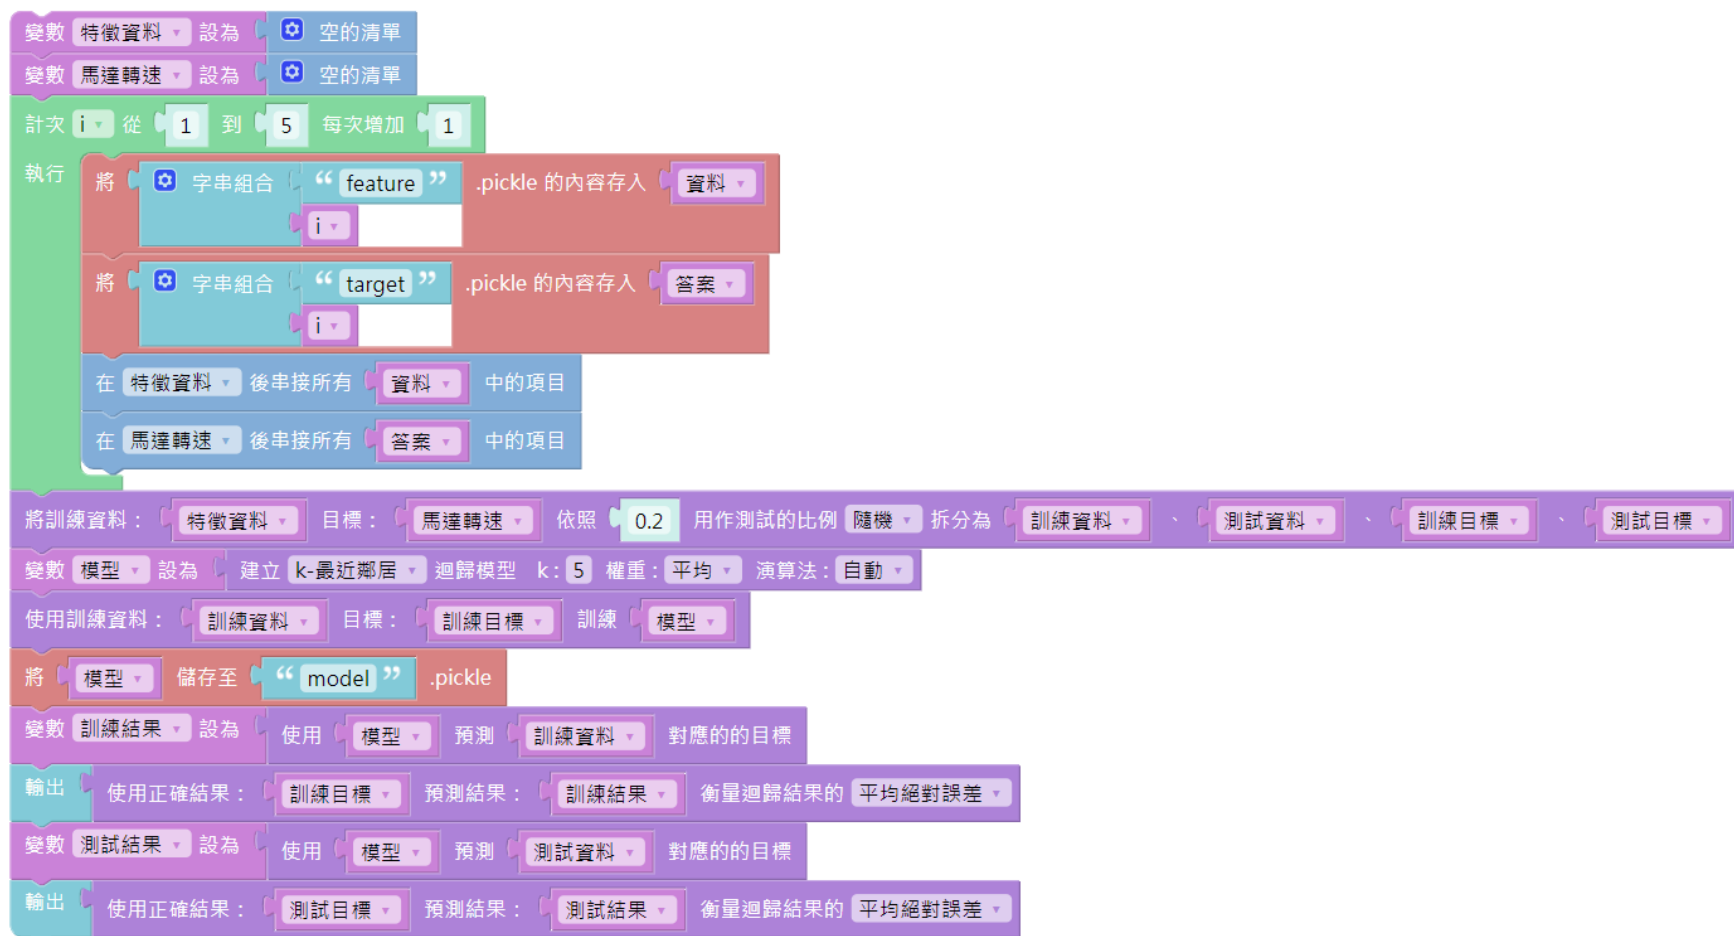 變數 特徵資料 設為 空的清單
變數 馬達轉速 設為 空的清單
計次 i 從 1 到 5 每次增加 1
執行 將 字串組合 “ feature ” .pickle 的內容存入 資料
i
將 字串組合 “ target ” .pickle 的內容存入 答案
i
在 特徵資料 後串接所有 資料 中的項目
在 馬達轉速 後串接所有 答案 中的項目
將訓練資料： 特徵資料 目標： 馬達轉速 依照 0.2 用作測試的比例 隨機 拆分為 訓練資料 、 測試資料 、 訓練目標 、 測試目標
變數 模型 設為 建立 k-最近鄰居 迴歸模型 k : 5 權重 : 平均 演算法 : 自動
使用訓練資料： 訓練資料 目標： 訓練目標 訓練 模型
將 模型 儲存至 “ model ” .pickle
變數 訓練結果 設為 使用 模型 預測 訓練資料 對應的的目標
輸出 使用正確結果： 訓練目標 預測結果： 訓練結果 衡量迴歸結果的 平均絕對誤差
變數 測試結果 設為 使用 模型 預測 測試資料 對應的的目標
輸出 使用正確結果： 測試目標 預測結果： 測試結果 衡量迴歸結果的 平均絕對誤差